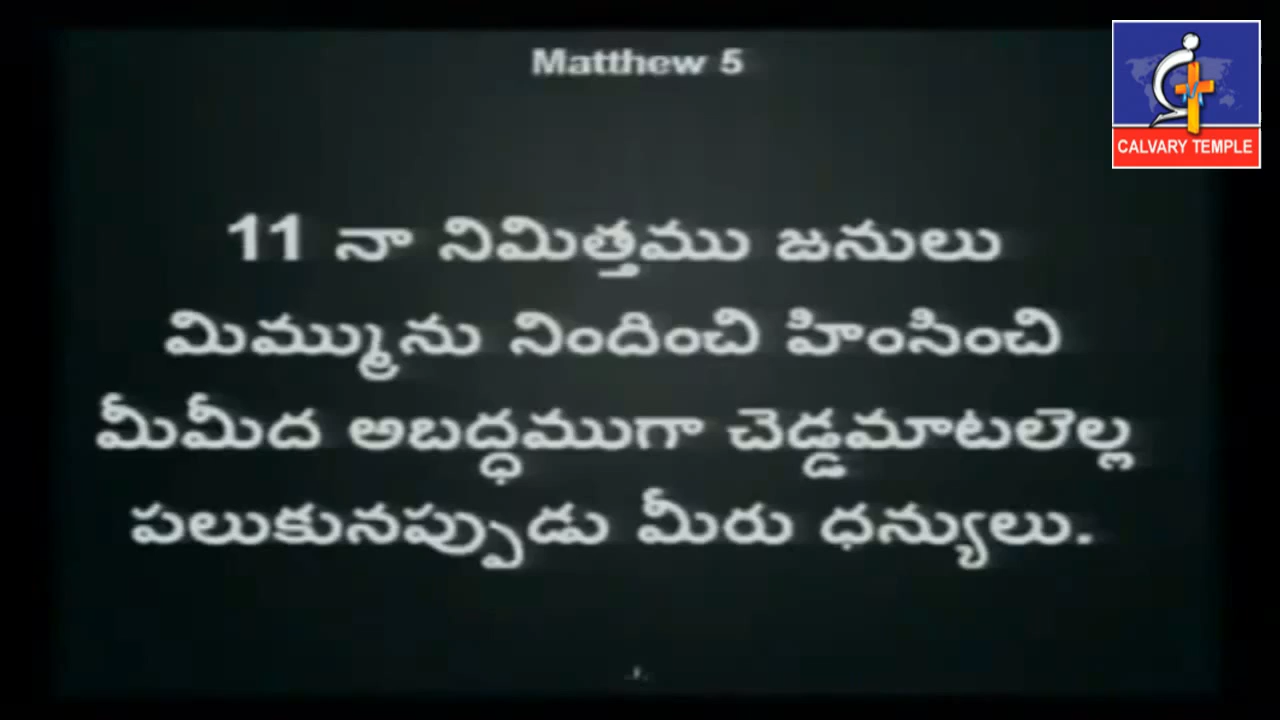 Matthew 5
CALVARY TEMPLE
11 నా నిమిత్తము జనులు
మిమ్మును నిందించి హింసించి
మీమీద అబద్ధముగా చెడ్డమాటలెల్ల
పలుకునప్పుడు మీరు ధన్యులు.